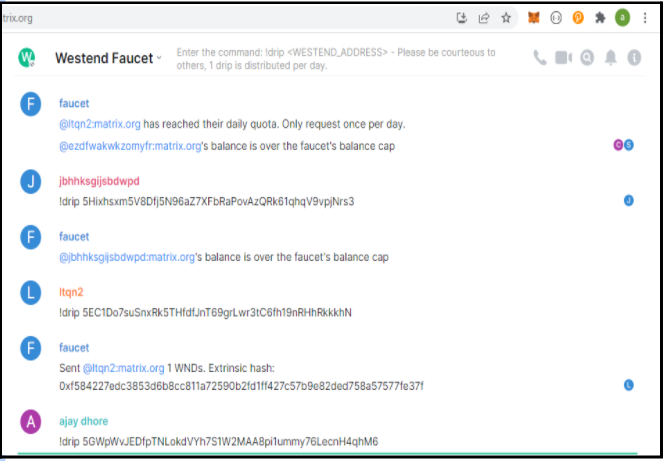 trix.org
a
Westend Faucet
Enter the command: !drip <WESTEND_ADDRESS> - Please be courteous to
others, 1 drip is distributed per day.
F
faucet
@ltqn2:matrix.org has reached their daily quota. Only request once per day.
@ezdfwakwkzomyfr:matrix.org's balance is over the faucet's balance cap
C S
J
jbhhksgijsbdwpd
!drip 5Hixhsxm5V8Dfj5N96aZ7XFbRaPovAzQRk61qhqV9vpjNrs3
J
F
faucet
@jbhhksgijsbdwpd:matrix.org's balance is over the faucet's balance cap
L
ltqn2
!drip 5EC1Do7suSnxRk5THfdfJnT69grLwr3tC6fh19nRHhRkkkhN
F
faucet
Sent @ltqn2:matrix.org 1 WNDs. Extrinsic hash:
0xf584227edc3853d6b8cc811a72590b2fd1ff427c57b9e82ded758a57577fe37f
L
A
ajay dhore
!drip 5GWpWvJEDfpTNLokdVYh7S1W2MAA8pi1ummy76LecnH4qhM6